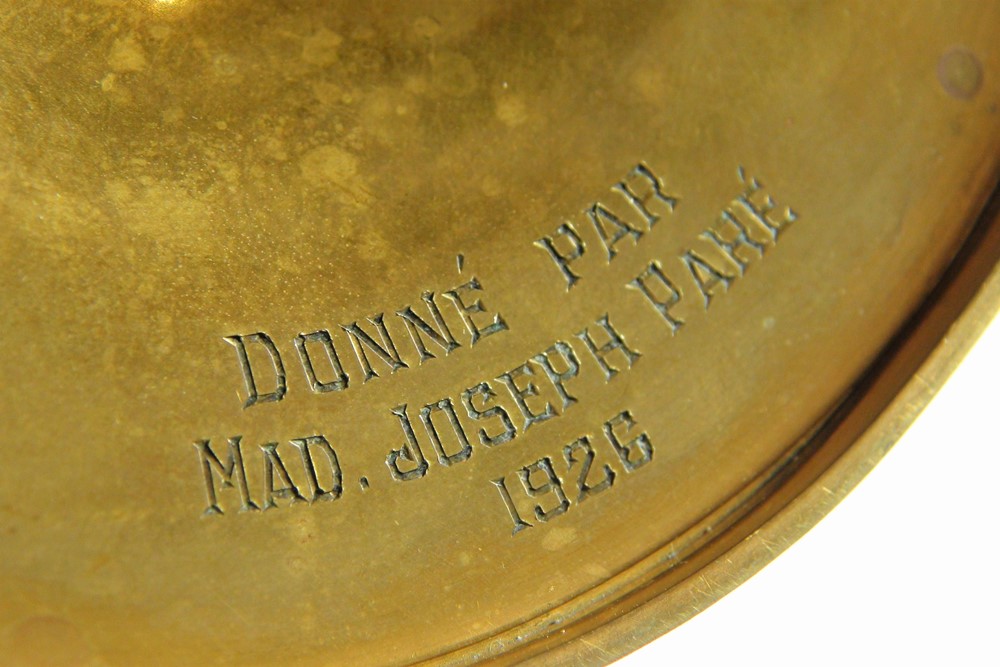 DONNÉ PAR
MAD. JOSEPH PARÉ
1926